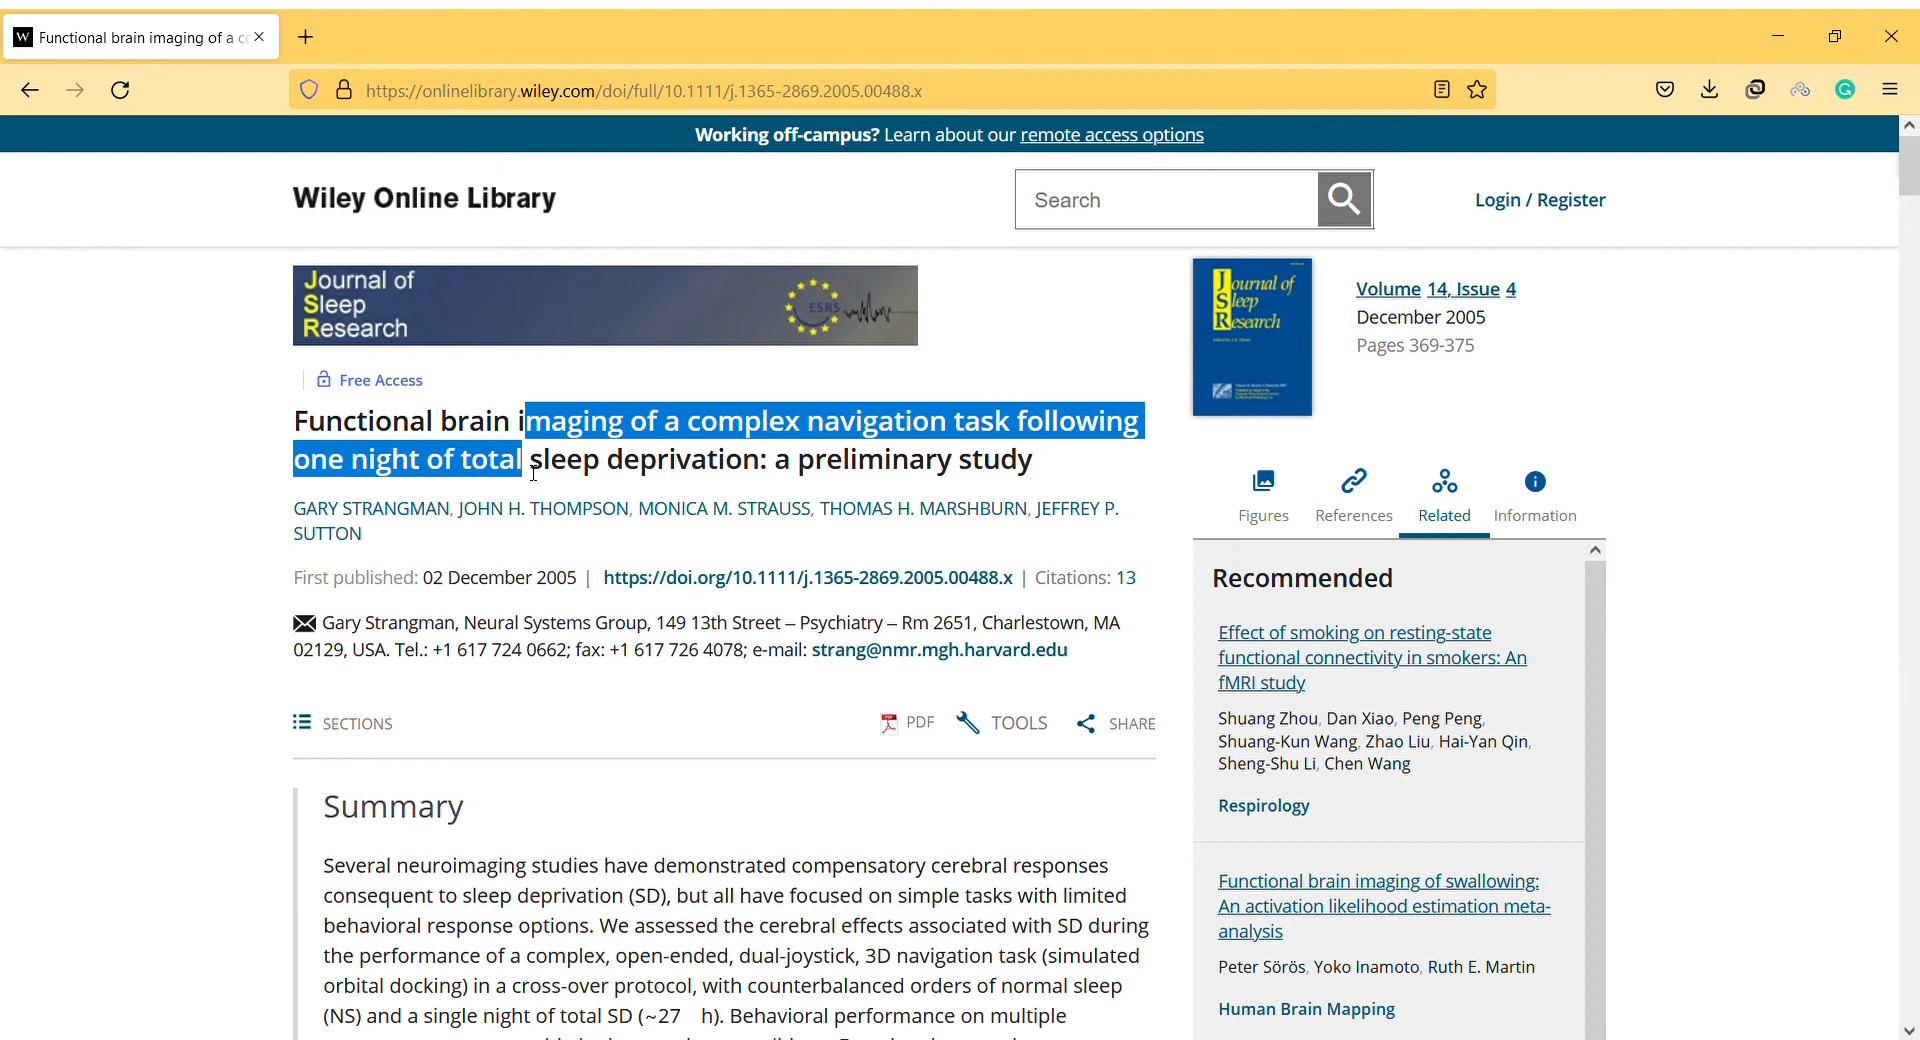 Functional brain imaging of a co
https://onlinelibrary.wiley.com/doi/full/10.1111/j.1365-2869.2005.00488.x
Working off-campus? Learn about our remote access options
Wiley Online Library
Search
Login / Register
Journal of
Sleep
Research
ESRS
Journal of
Sleep
Research
Volume 14, Issue 4
December 2005
Pages 369-375
Free Access
Functional brain imaging of a complex navigation task following
one night of total sleep deprivation: a preliminary study
GARY STRANGMAN, JOHN H. THOMPSON, MONICA M. STRAUSS, THOMAS H. MARSHBURN, JEFFREY P.
SUTTON
First published: 02 December 2005 | https://doi.org/10.1111/j.1365-2869.2005.00488.x | Citations: 13
Gary Strangman, Neural Systems Group, 149 13th Street – Psychiatry – Rm 2651, Charlestown, MA
02129, USA. Tel.: +1 617 724 0662; fax: +1 617 726 4078; e-mail: strang@nmr.mgh.harvard.edu
SECTIONS
PDF
TOOLS
SHARE
Summary
Several neuroimaging studies have demonstrated compensatory cerebral responses
consequent to sleep deprivation (SD), but all have focused on simple tasks with limited
behavioral response options. We assessed the cerebral effects associated with SD during
the performance of a complex, open-ended, dual-joystick, 3D navigation task (simulated
orbital docking) in a cross-over protocol, with counterbalanced orders of normal sleep
(NS) and a single night of total SD (~27 h). Behavioral performance on multiple
Figures
References
Related
Information
Recommended
Effect of smoking on resting-state
functional connectivity in smokers: An
fMRI study
Shuang Zhou, Dan Xiao, Peng Peng,
Shuang-Kun Wang, Zhao Liu, Hai-Yan Qin,
Sheng-Shu Li, Chen Wang
Respirology
Functional brain imaging of swallowing:
An activation likelihood estimation meta-
analysis
Peter Sörös, Yoko Inamoto, Ruth E. Martin
Human Brain Mapping